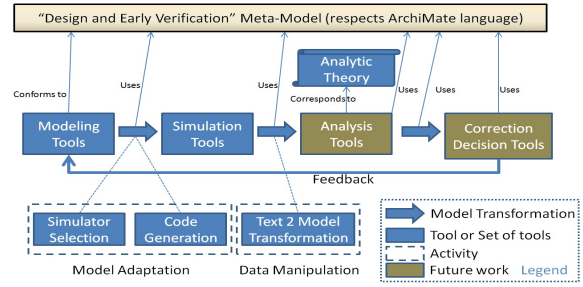 “Design and Early Verification” Meta-Model (respects ArchiMate language)
Analytic
Theory
Conforms to
Uses
Uses
Corresponds to
Uses
Uses
Uses
Modeling
Tools
Simulation
Tools
Analysis
Tools
Correction
Decision Tools
Feedback
Simulator
Selection
Code
Generation
Text 2 Model
Transformation
Model Adaptation
Data Manipulation
Model Transformation
Tool or Set of tools
Activity
Future work
Legend